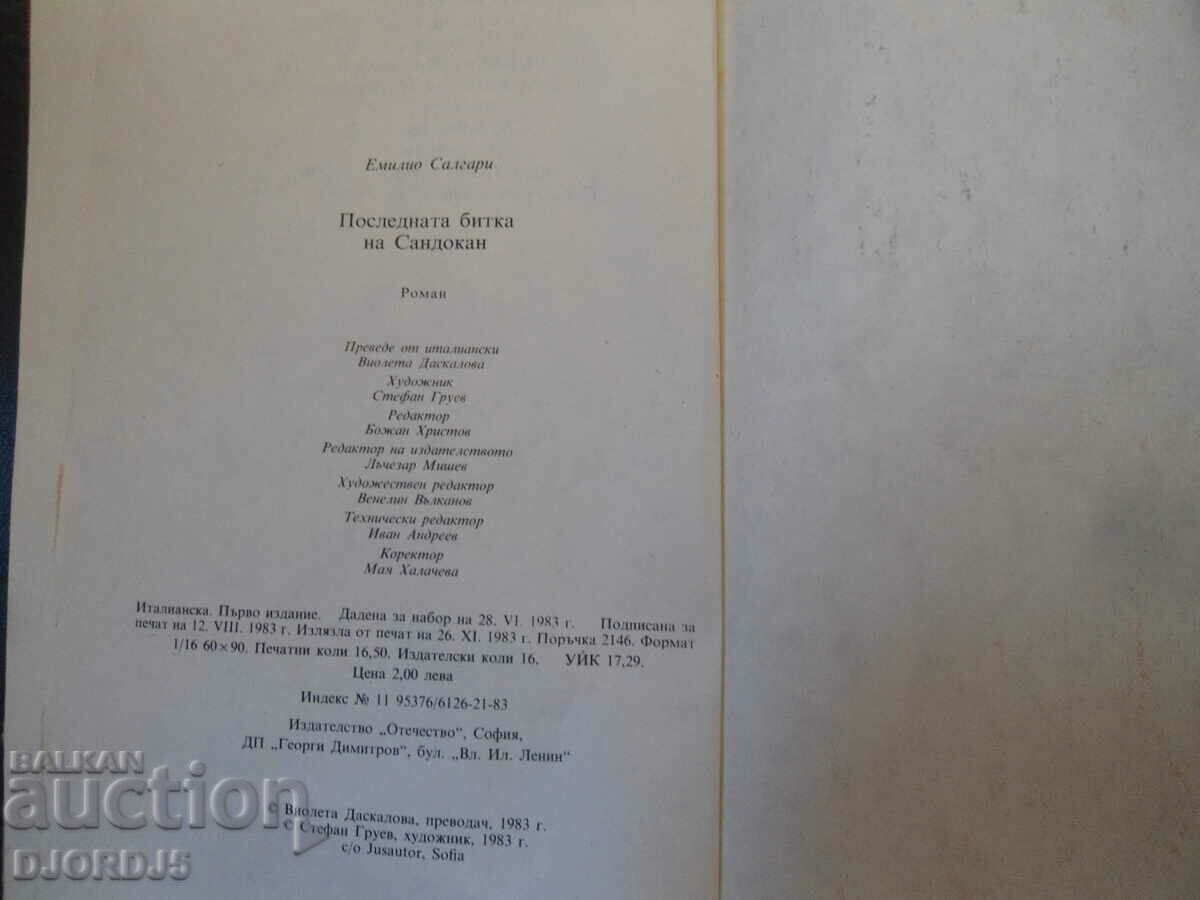 Емилио Салгари
Последната битка
на Сандокан
Роман
Преведе от италиански
Виолета Даскалова
Художник
Стефан Груев
Редактор
Божан Христов
Редактор на издателството
Лъчезар Мишев
Художествен редактор
Венелин Вълканов
Технически редактор
Иван Андреев
Коректор
Мая Халачева
Италианска. Първо издание. Дадена за набор на 28. VI. 1983 г. Подписана за
печат на 12. VIII. 1983 г. Излязла от печат на 26. XI. 1983 г. Поръчка 2146. Формат
1/16 60×90. Печатни коли 16,50. Издателски коли 16. УИК 17,29.
Цена 2,00 лева
Индекс № 11 95376/6126-21-83
Издателство „Отечество", София,
ДП „Георги Димитров", бул. „Вл. Ил. Ленин"
© Виолета Даскалова, преводач, 1983 г.
© Стефан Груев, художник, 1983 г.
c/o Jusautor, Sofia
BALKAN
auction
DJORDJ5